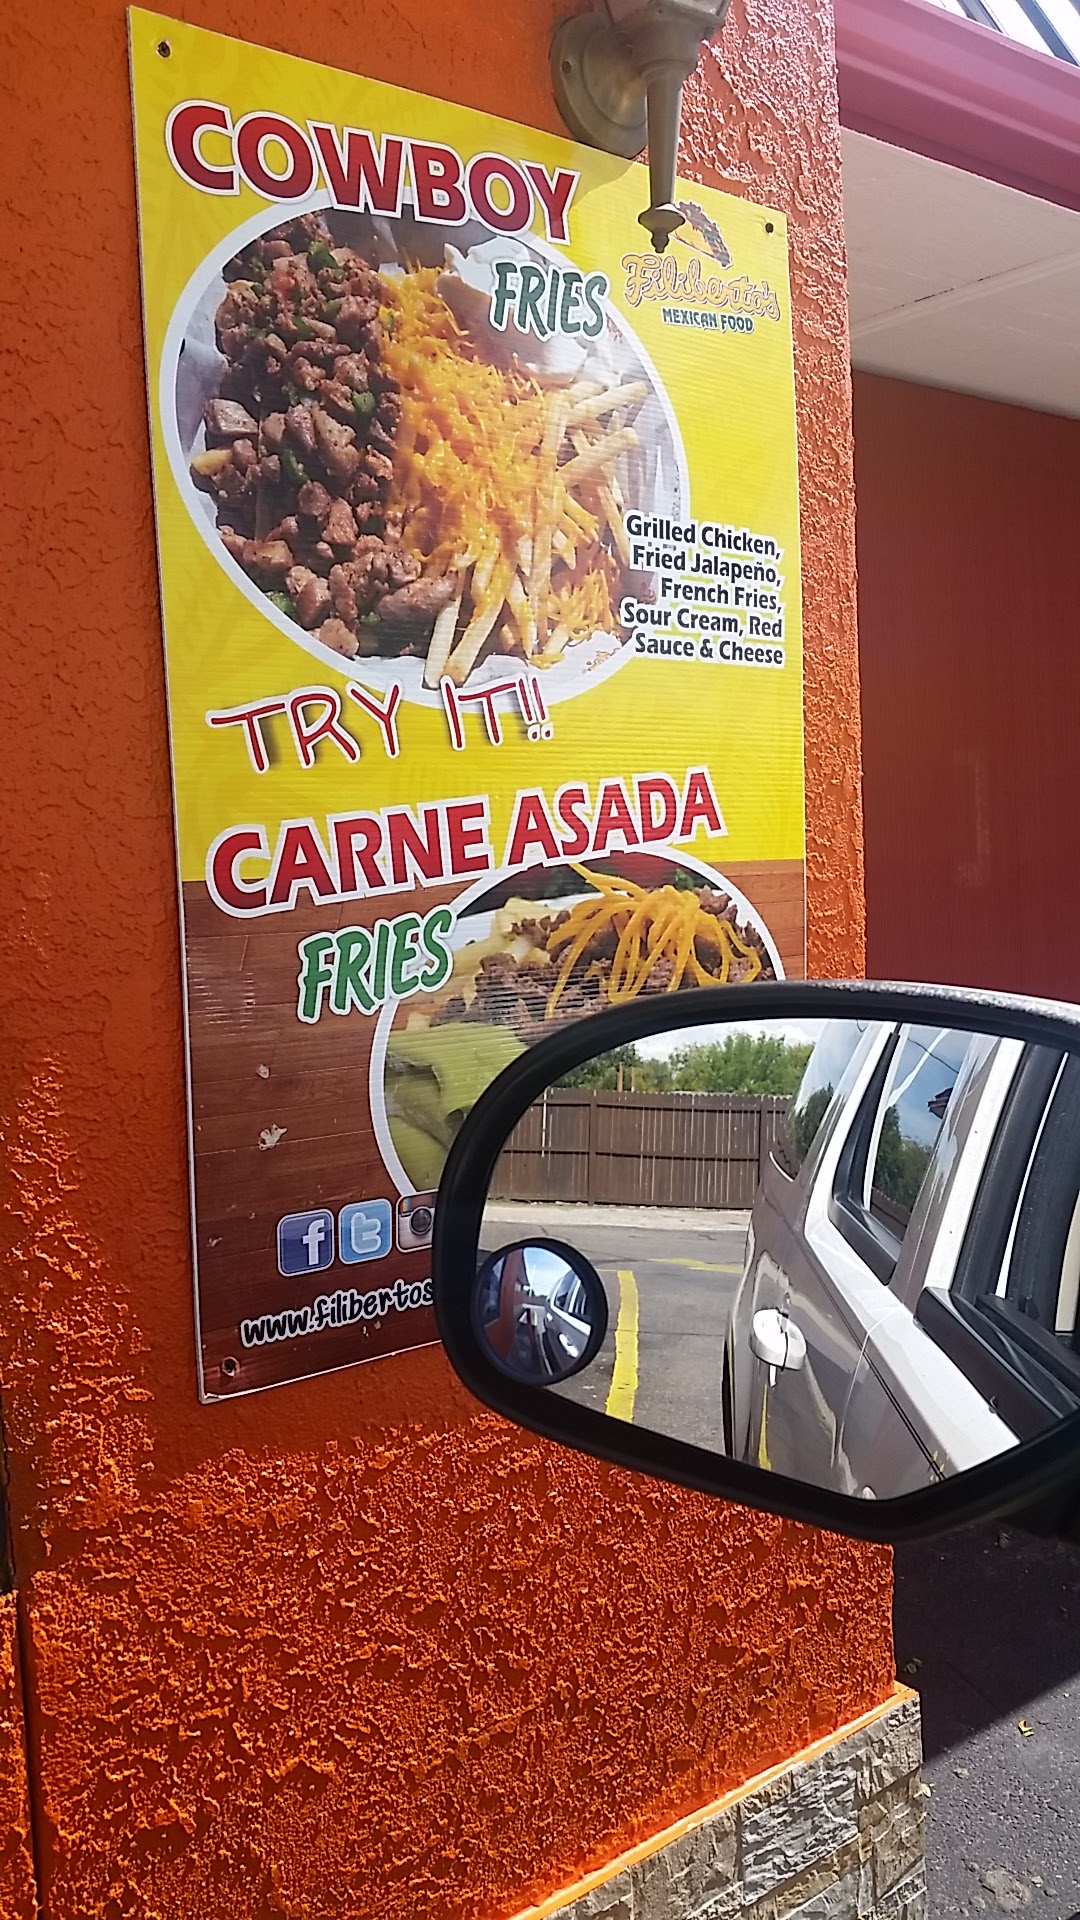 COWBOY
FRIES
Filiberto's
MEXICAN FOOD
Grilled Chicken,
Fried Jalapeño,
French Fries,
Sour Cream, Red
Sauce & Cheese
TRY IT!!
CARNE ASADA
FRIES
f t
www.filibertos